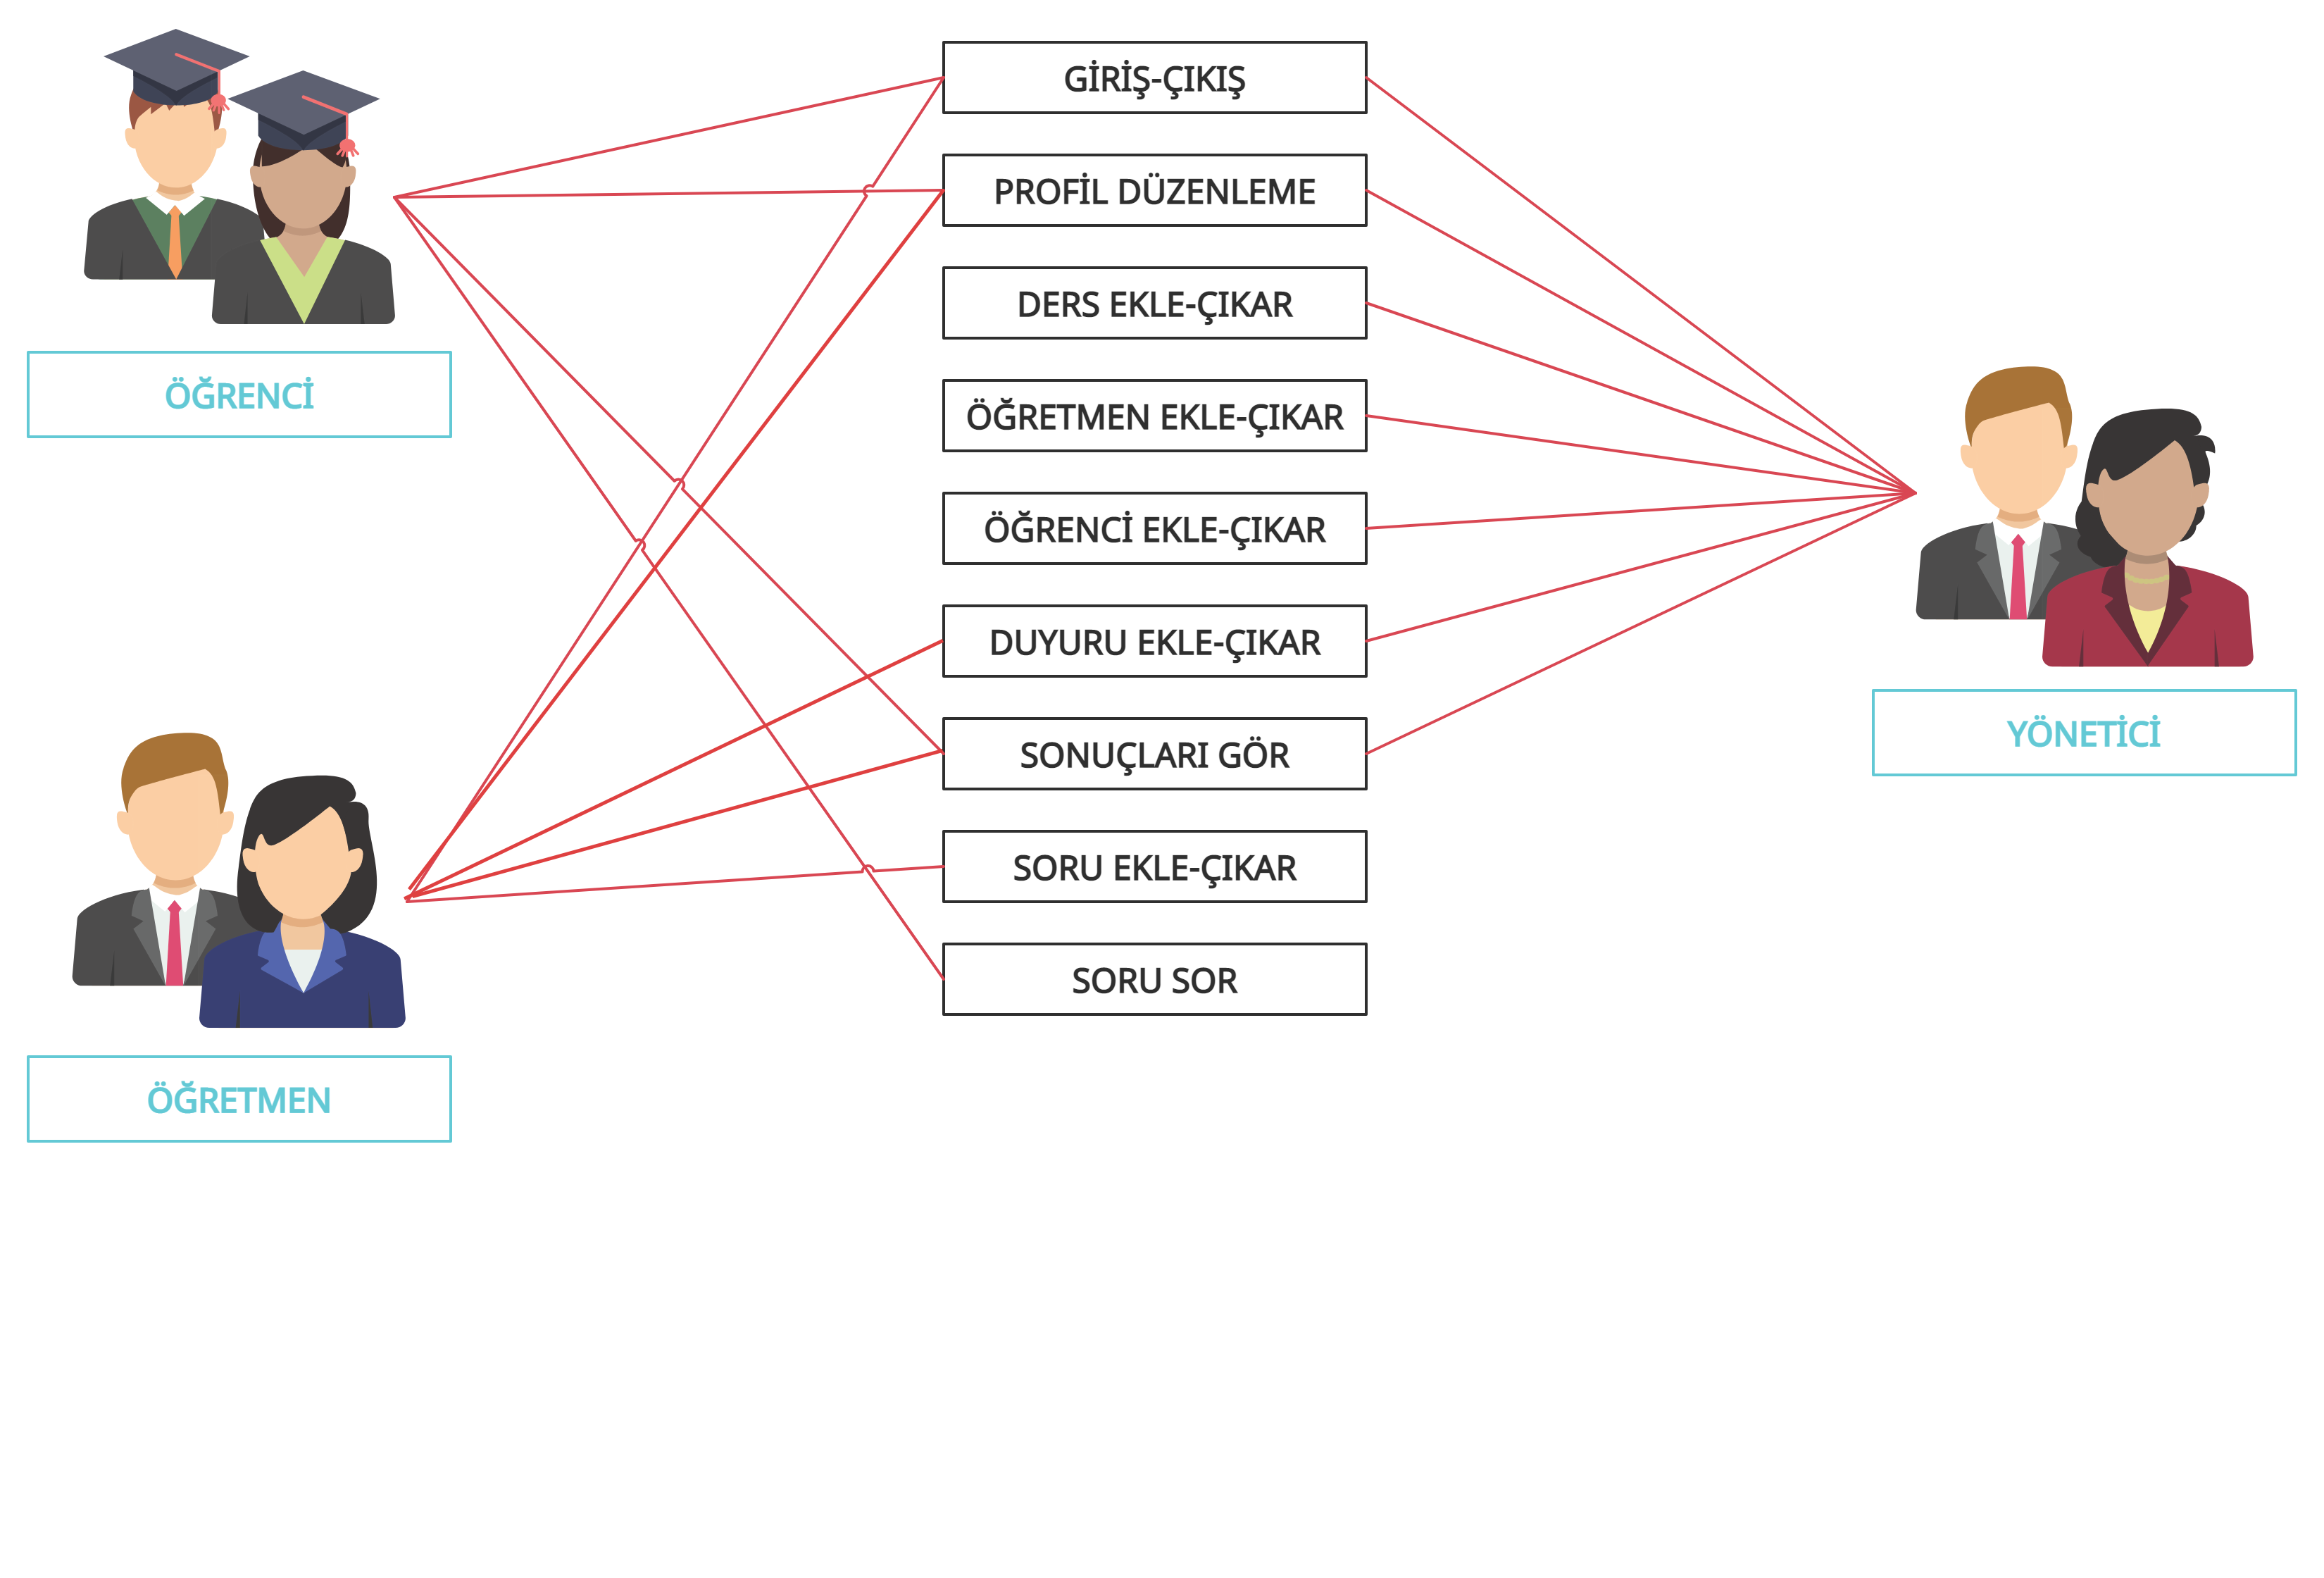 GİRİŞ-ÇIKIŞ
PROFİL DÜZENLEME
DERS EKLE-ÇIKAR
ÖĞRENCİ
ÖĞRETMEN EKLE-ÇIKAR
ÖĞRENCİ EKLE-ÇIKAR
DUYURU EKLE-ÇIKAR
YÖNETİCİ
SONUÇLARI GÖR
SORU EKLE-ÇIKAR
SORU SOR
ÖĞRETMEN